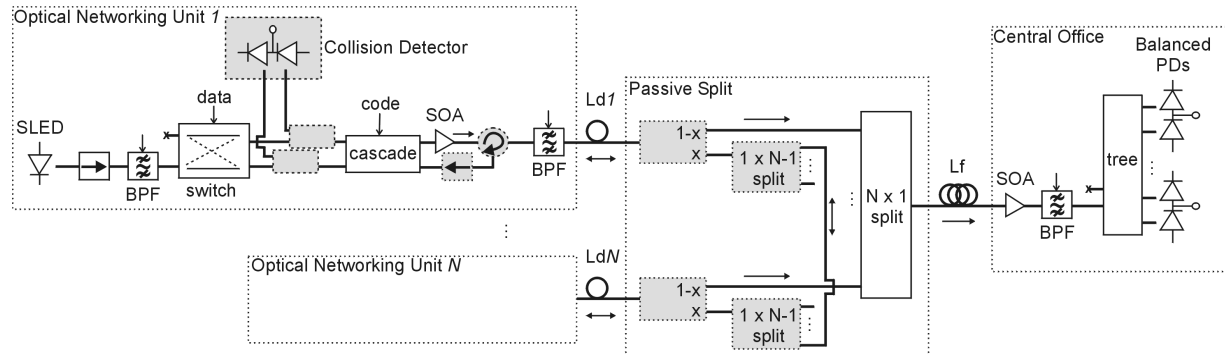 Optical Networking Unit 1
Collision Detector
data
code
SOA
SLED
cascade
BPF
switch
BPF
Ld1
Passive Split
1-x
x
1 x N-1
split
N x 1
split
Lf
Central Office
Balanced
PDs
SOA
BPF
tree
Optical Networking Unit N
LdN
1-x
x
1 x N-1
split